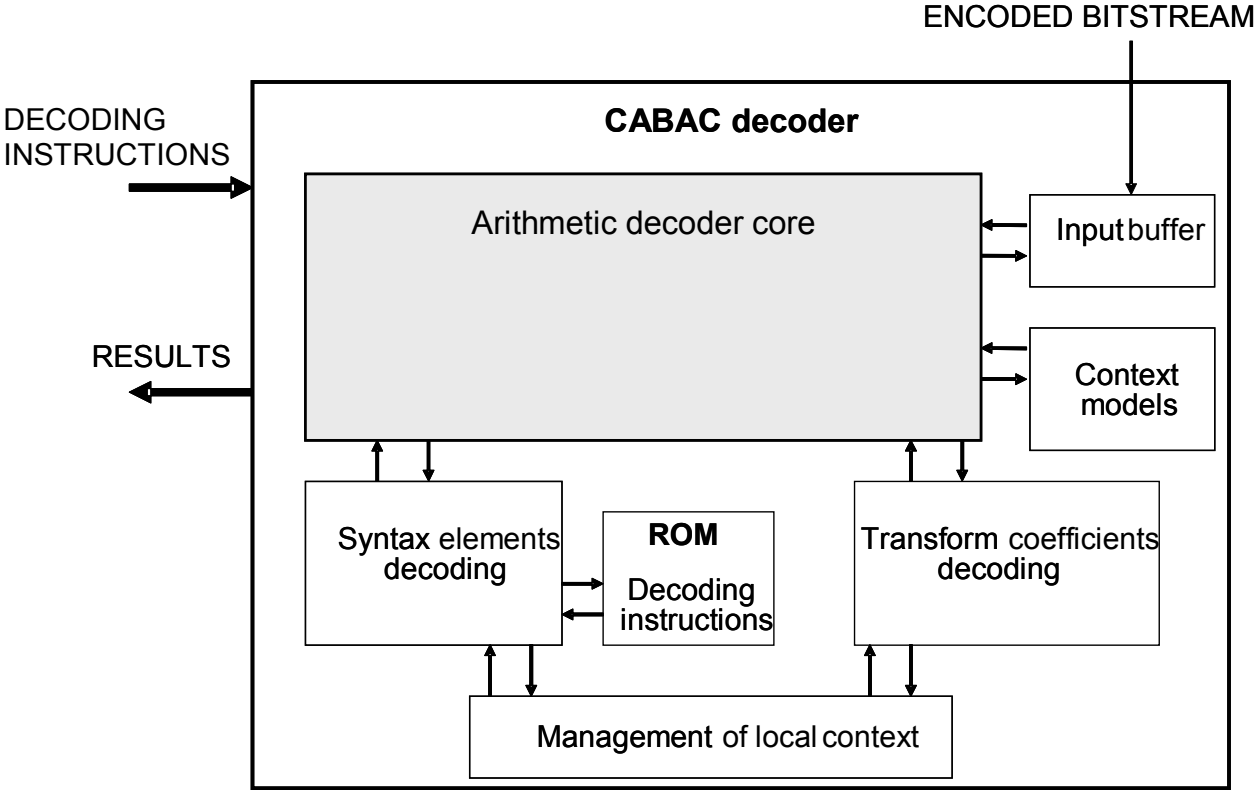 ENCODED BITSTREAM
DECODING
INSTRUCTIONS
CABAC decoder
Arithmetic decoder core
Input buffer
RESULTS
Context
models
Syntax elements
decoding
ROM
Decoding
instructions
Transform coefficients
decoding
Management of local context